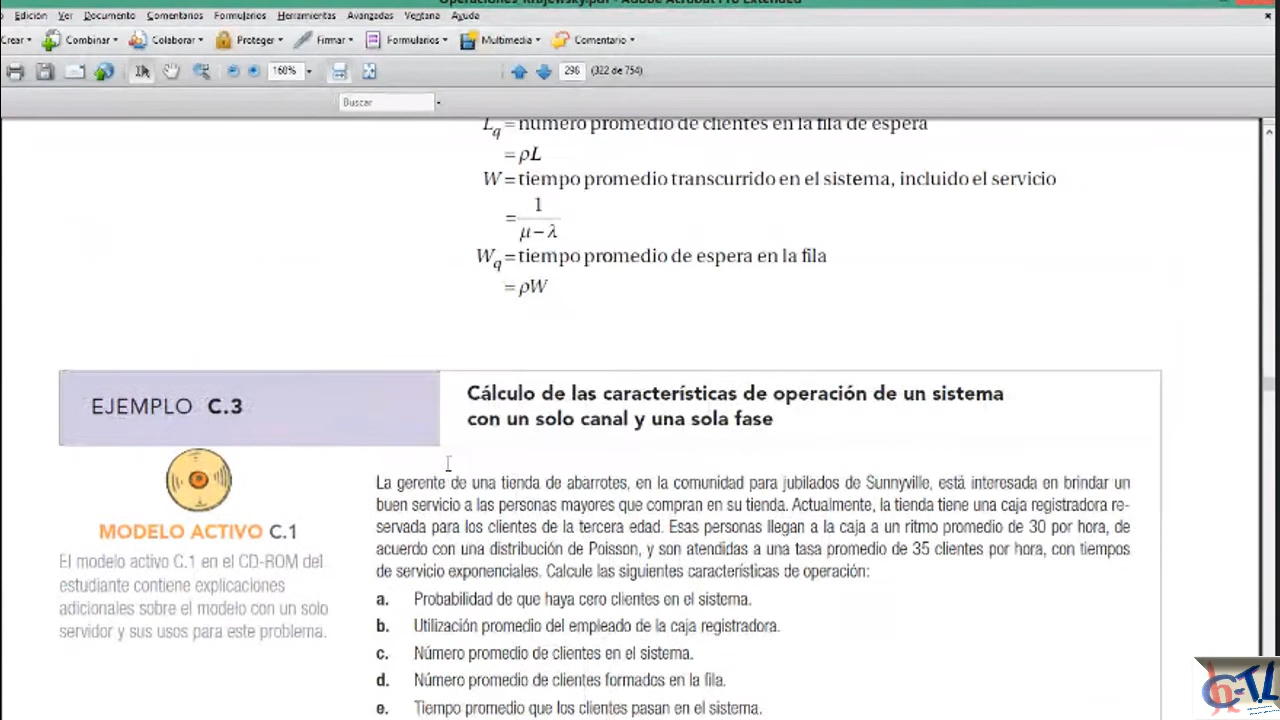 Operaciones_Krajewsky.pdf - Adobe Acrobat Pro Extended
Edición Ver Documento Comentarios Formularios Herramientas Avanzadas Ventana Ayuda
Crear Combinar Colaborar Proteger Firmar Formularios Multimedia Comentario
160% 296 (322 de 754)
Buscar
Lq = número promedio de clientes en la fila de espera
= ρL
W = tiempo promedio transcurrido en el sistema, incluido el servicio
= 1
μ – λ
Wq = tiempo promedio de espera en la fila
= ρW
EJEMPLO C.3
Cálculo de las características de operación de un sistema
con un solo canal y una sola fase
MODELO ACTIVO C.1
El modelo activo C.1 en el CD-ROM del
estudiante contiene explicaciones
adicionales sobre el modelo con un solo
servidor y sus usos para este problema.
La gerente de una tienda de abarrotes, en la comunidad para jubilados de Sunnyville, está interesada en brindar un
buen servicio a las personas mayores que compran en su tienda. Actualmente, la tienda tiene una caja registradora re-
servada para los clientes de la tercera edad. Esas personas llegan a la caja a un ritmo promedio de 30 por hora, de
acuerdo con una distribución de Poisson, y son atendidas a una tasa promedio de 35 clientes por hora, con tiempos
de servicio exponenciales. Calcule las siguientes características de operación:
a. Probabilidad de que haya cero clientes en el sistema.
b. Utilización promedio del empleado de la caja registradora.
c. Número promedio de clientes en el sistema.
d. Número promedio de clientes formados en la fila.
e. Tiempo promedio que los clientes pasan en el sistema.